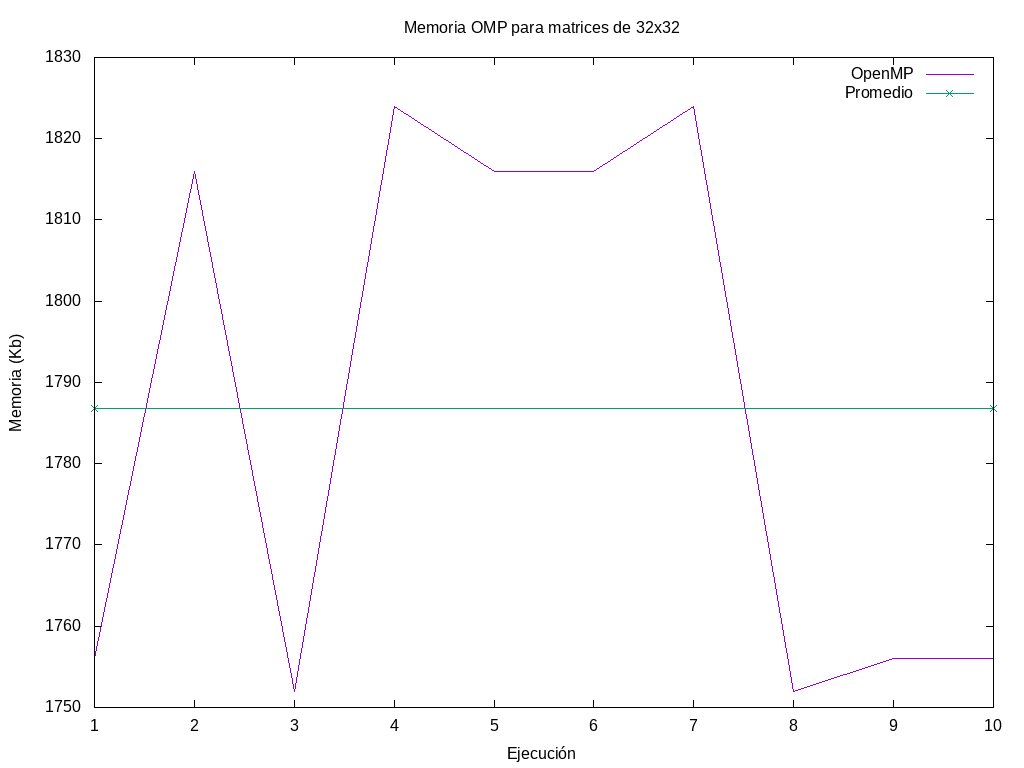 Memoria OMP para matrices de 32x32
OpenMP
Promedio
1830
1820
1810
1800
1790
1780
1770
1760
1750
Memoria (Kb)
1 2 3 4 5 6 7 8 9 10
Ejecución